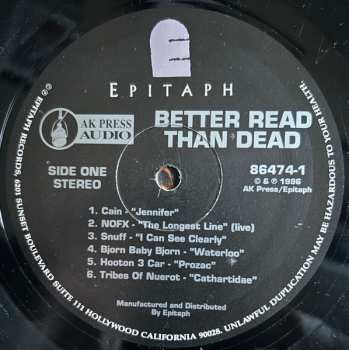 EPITAPH
AK PRESS
AUDIO
BETTER READ
THAN DEAD
SIDE ONE
STEREO
86474-1
© & ℗ 1996
AK Press/Epitaph
1. Cain - "Jennifer"
2. NOFX - "The Longest Line" (live)
3. Snuff - "I Can See Clearly"
4. Bjorn Baby Bjorn - "Waterloo"
5. Hooton 3 Car - "Prozac"
6. Tribes Of Nuerot - "Cathartidae"
Manufactured and Distributed
By Epitaph
© EPITAPH RECORDS, 6201 SUNSET BOULEVARD SUITE 111 HOLLYWOOD CALIFORNIA 90028. UNLAWFUL DUPLICATION MAY BE HAZARDOUS TO YOUR HEALTH.